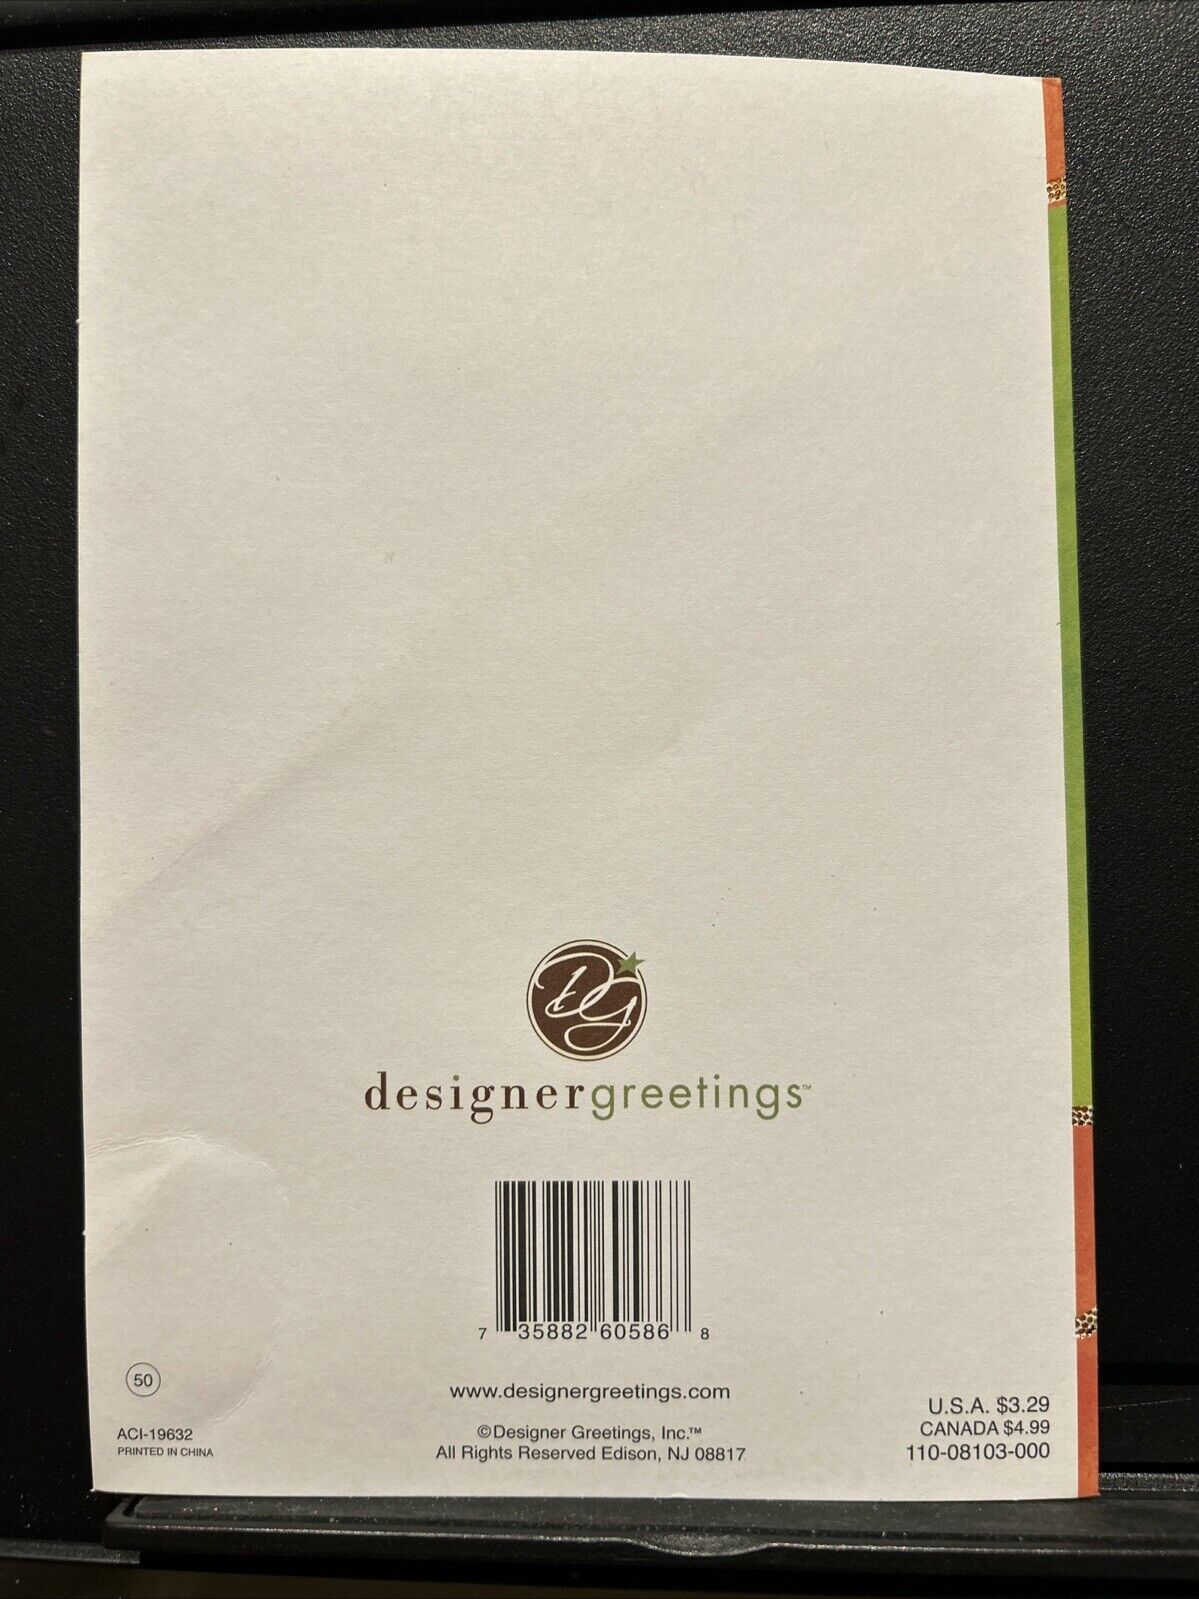 DG
designergreetings™
7 35882 60586 8
www.designergreetings.com
©Designer Greetings, Inc.™
All Rights Reserved Edison, NJ 08817
50
ACI-19632
PRINTED IN CHINA
U.S.A. $3.29
CANADA $4.99
110-08103-000